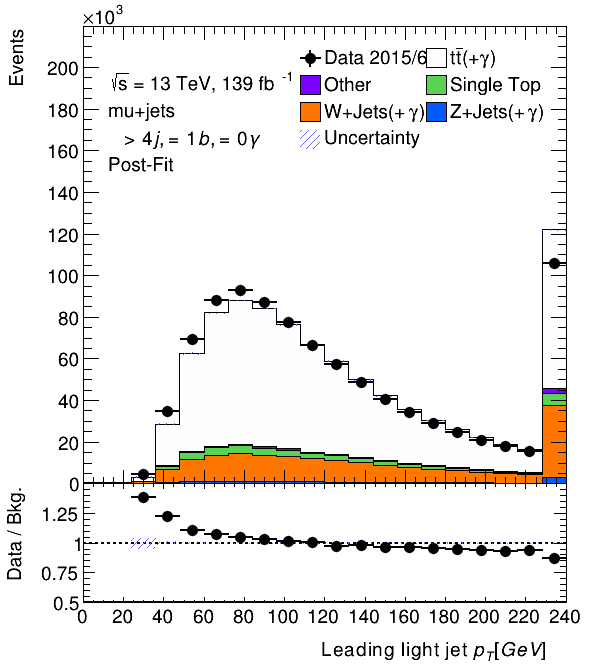 ×10³
Events
Data 2015/6 tt̄(+γ)
√s = 13 TeV, 139 fb⁻¹
Other Single Top
mu+jets
W+Jets(+γ) Z+Jets(+γ)
> 4j, = 1b, = 0γ
Uncertainty
Post-Fit
200
180
160
140
120
100
80
60
40
20
0
Data / Bkg.
1.25
1
0.75
0.5
0 20 40 60 80 100 120 140 160 180 200 220 240
Leading light jet p_T[GeV]